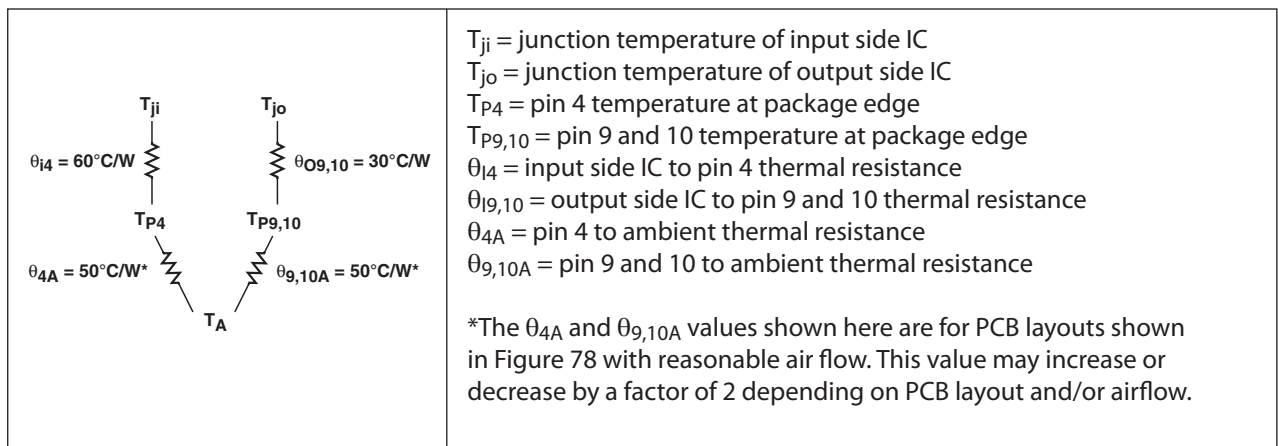 Tji
Tjo
θi4 = 60°C/W
θO9,10 = 30°C/W
TP4
TP9,10
θ4A = 50°C/W*
θ9,10A = 50°C/W*
TA
Tji = junction temperature of input side IC
Tjo = junction temperature of output side IC
TP4 = pin 4 temperature at package edge
TP9,10 = pin 9 and 10 temperature at package edge
θI4 = input side IC to pin 4 thermal resistance
θI9,10 = output side IC to pin 9 and 10 thermal resistance
θ4A = pin 4 to ambient thermal resistance
θ9,10A = pin 9 and 10 to ambient thermal resistance
*The θ4A and θ9,10A values shown here are for PCB layouts shown
in Figure 78 with reasonable air flow. This value may increase or
decrease by a factor of 2 depending on PCB layout and/or airflow.